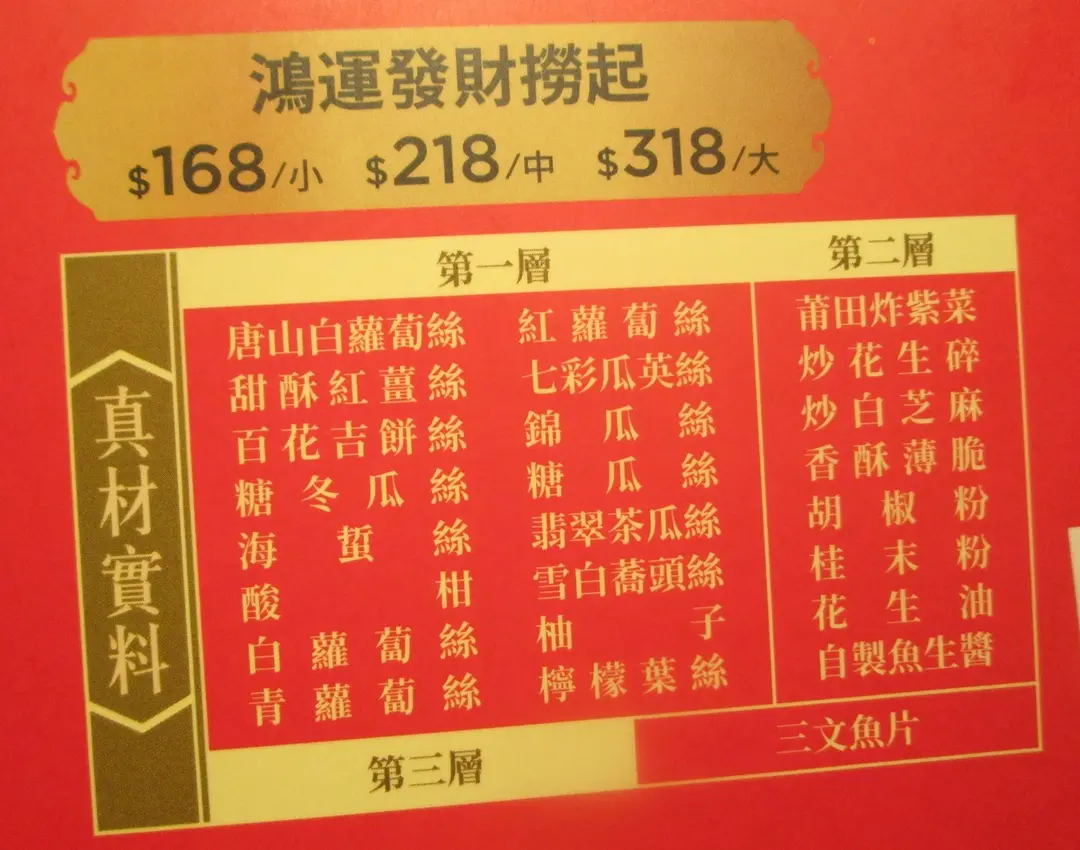 鴻運發財撈起
$168/小 $218/中 $318/大
真材實料
第一層
唐山白蘿蔔絲
甜酥紅薑絲
百花吉餅絲
糖冬瓜絲
海蜇絲
酸柑
白蘿蔔絲
青蘿蔔絲
紅蘿蔔絲
七彩瓜英絲
錦瓜絲
糖瓜絲
翡翠茶瓜絲
雪白蕎頭絲
柚子
檸檬葉絲
第二層
莆田炸紫菜
炒花生碎
炒白芝麻
香酥薄脆
胡椒粉
桂末粉
花生油
自製魚生醬
第三層
三文魚片